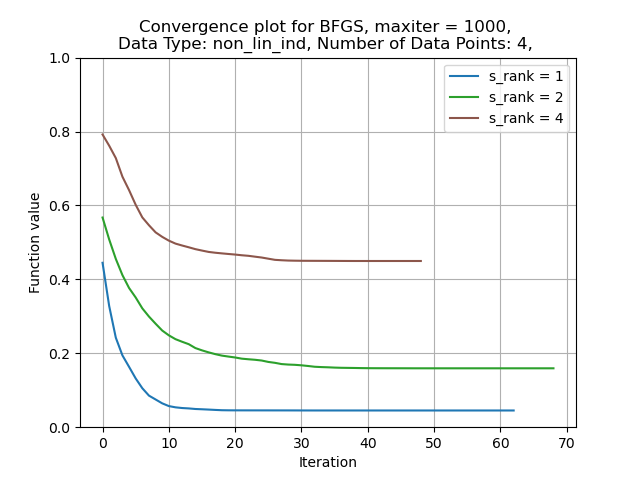 Convergence plot for BFGS, maxiter = 1000,
Data Type: non_lin_ind, Number of Data Points: 4,
1.0
0.8
0.6
0.4
0.2
0.0
Function value
s_rank = 1
s_rank = 2
s_rank = 4
0 10 20 30 40 50 60 70
Iteration